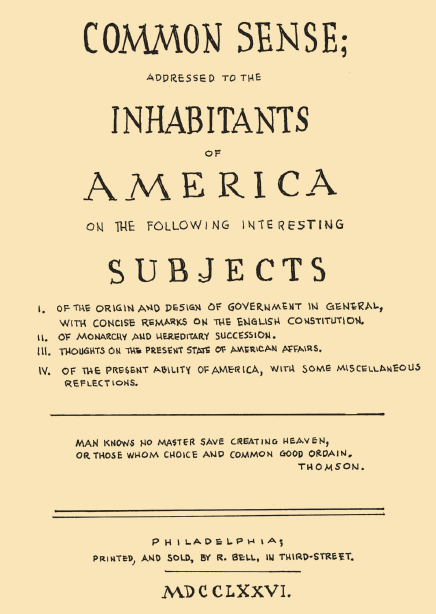 COMMON SENSE;
ADDRESSED TO THE
INHABITANTS
OF
AMERICA
ON THE FOLLOWING INTERESTING
SUBJECTS
I. OF THE ORIGIN AND DESIGN OF GOVERNMENT IN GENERAL,
WITH CONCISE REMARKS ON THE ENGLISH CONSTITUTION.
II. OF MONARCHY AND HEREDITARY SUCCESSION.
III. THOUGHTS ON THE PRESENT STATE OF AMERICAN AFFAIRS.
IV. OF THE PRESENT ABILITY OF AMERICA, WITH SOME MISCELLANEOUS
REFLECTIONS.
MAN KNOWS NO MASTER SAVE CREATING HEAVEN,
OR THOSE WHOM CHOICE AND COMMON GOOD ORDAIN.
THOMSON.
PHILADELPHIA;
PRINTED, AND SOLD, BY R. BELL, IN THIRD-STREET.
MDCCLXXVI.